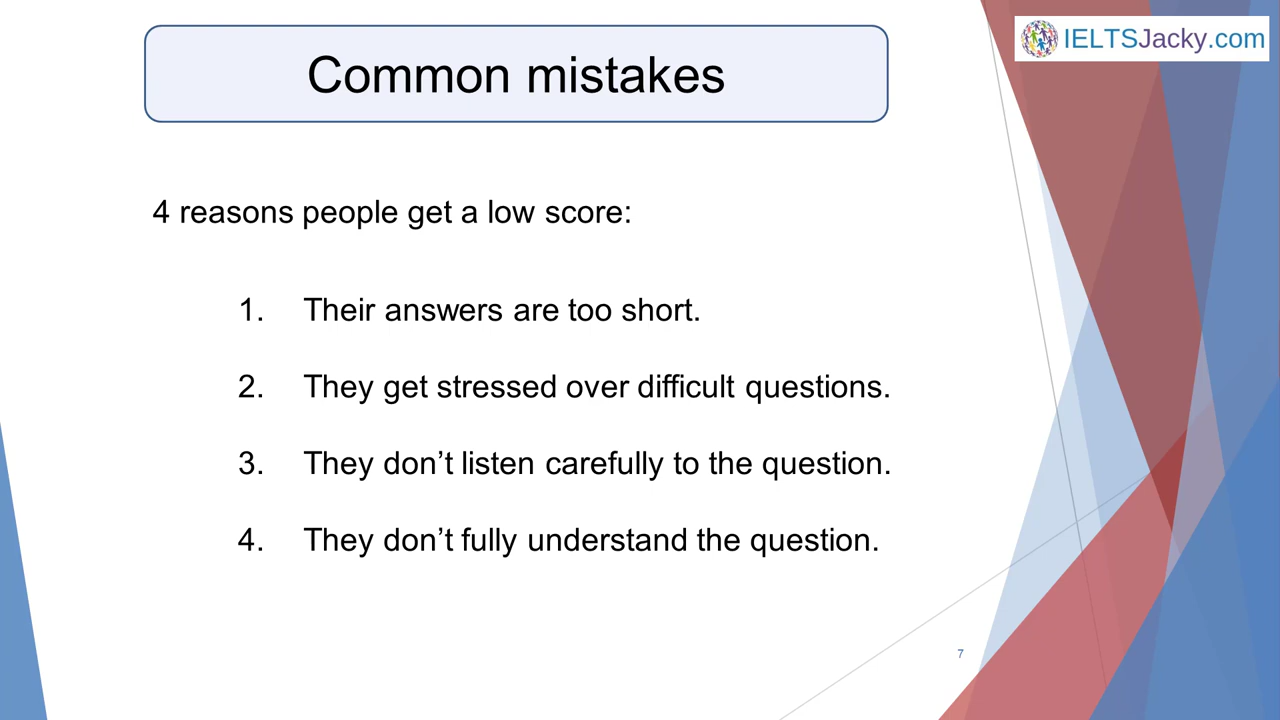 IELTSJacky.com
Common mistakes
4 reasons people get a low score:
1. Their answers are too short.
2. They get stressed over difficult questions.
3. They don’t listen carefully to the question.
4. They don’t fully understand the question.
7